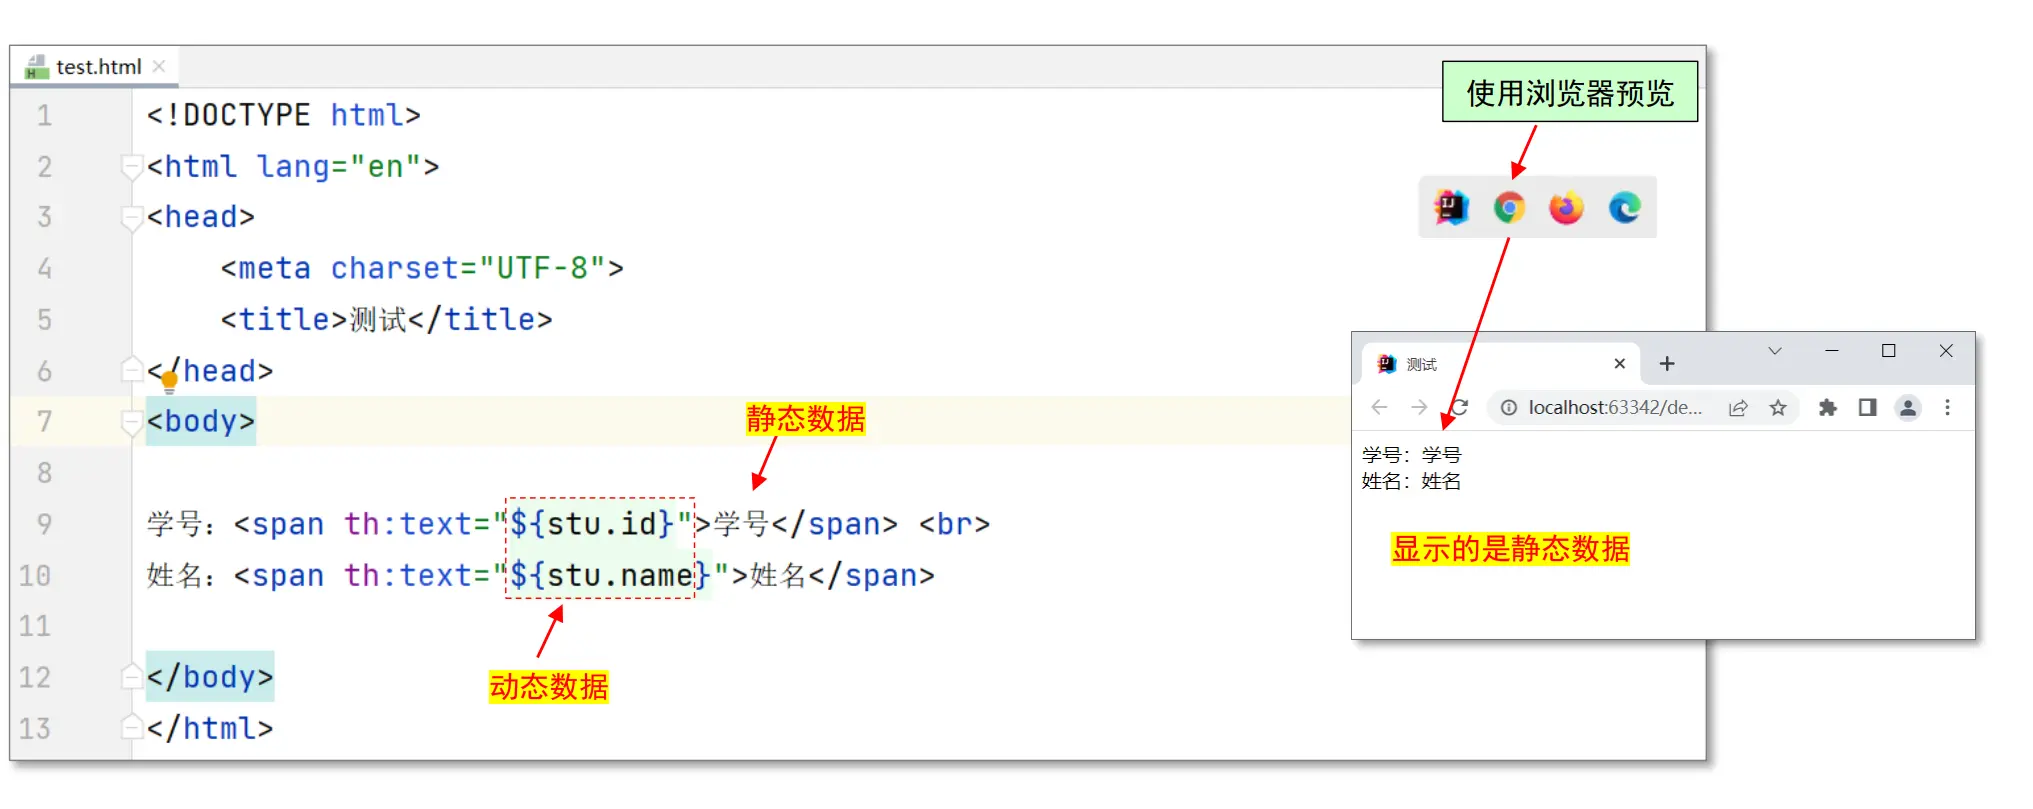 test.html
使用浏览器预览
1 <!DOCTYPE html>
2 <html lang="en">
3 <head>
4 <meta charset="UTF-8">
5 <title>测试</title>
6 </head>
7 <body>
8
9 学号：<span th:text="${stu.id}">学号</span> <br>
10 姓名：<span th:text="${stu.name}">姓名</span>
11
12 </body>
13 </html>
静态数据
动态数据
测试
localhost:63342/de...
学号：学号
姓名：姓名
显示的是静态数据